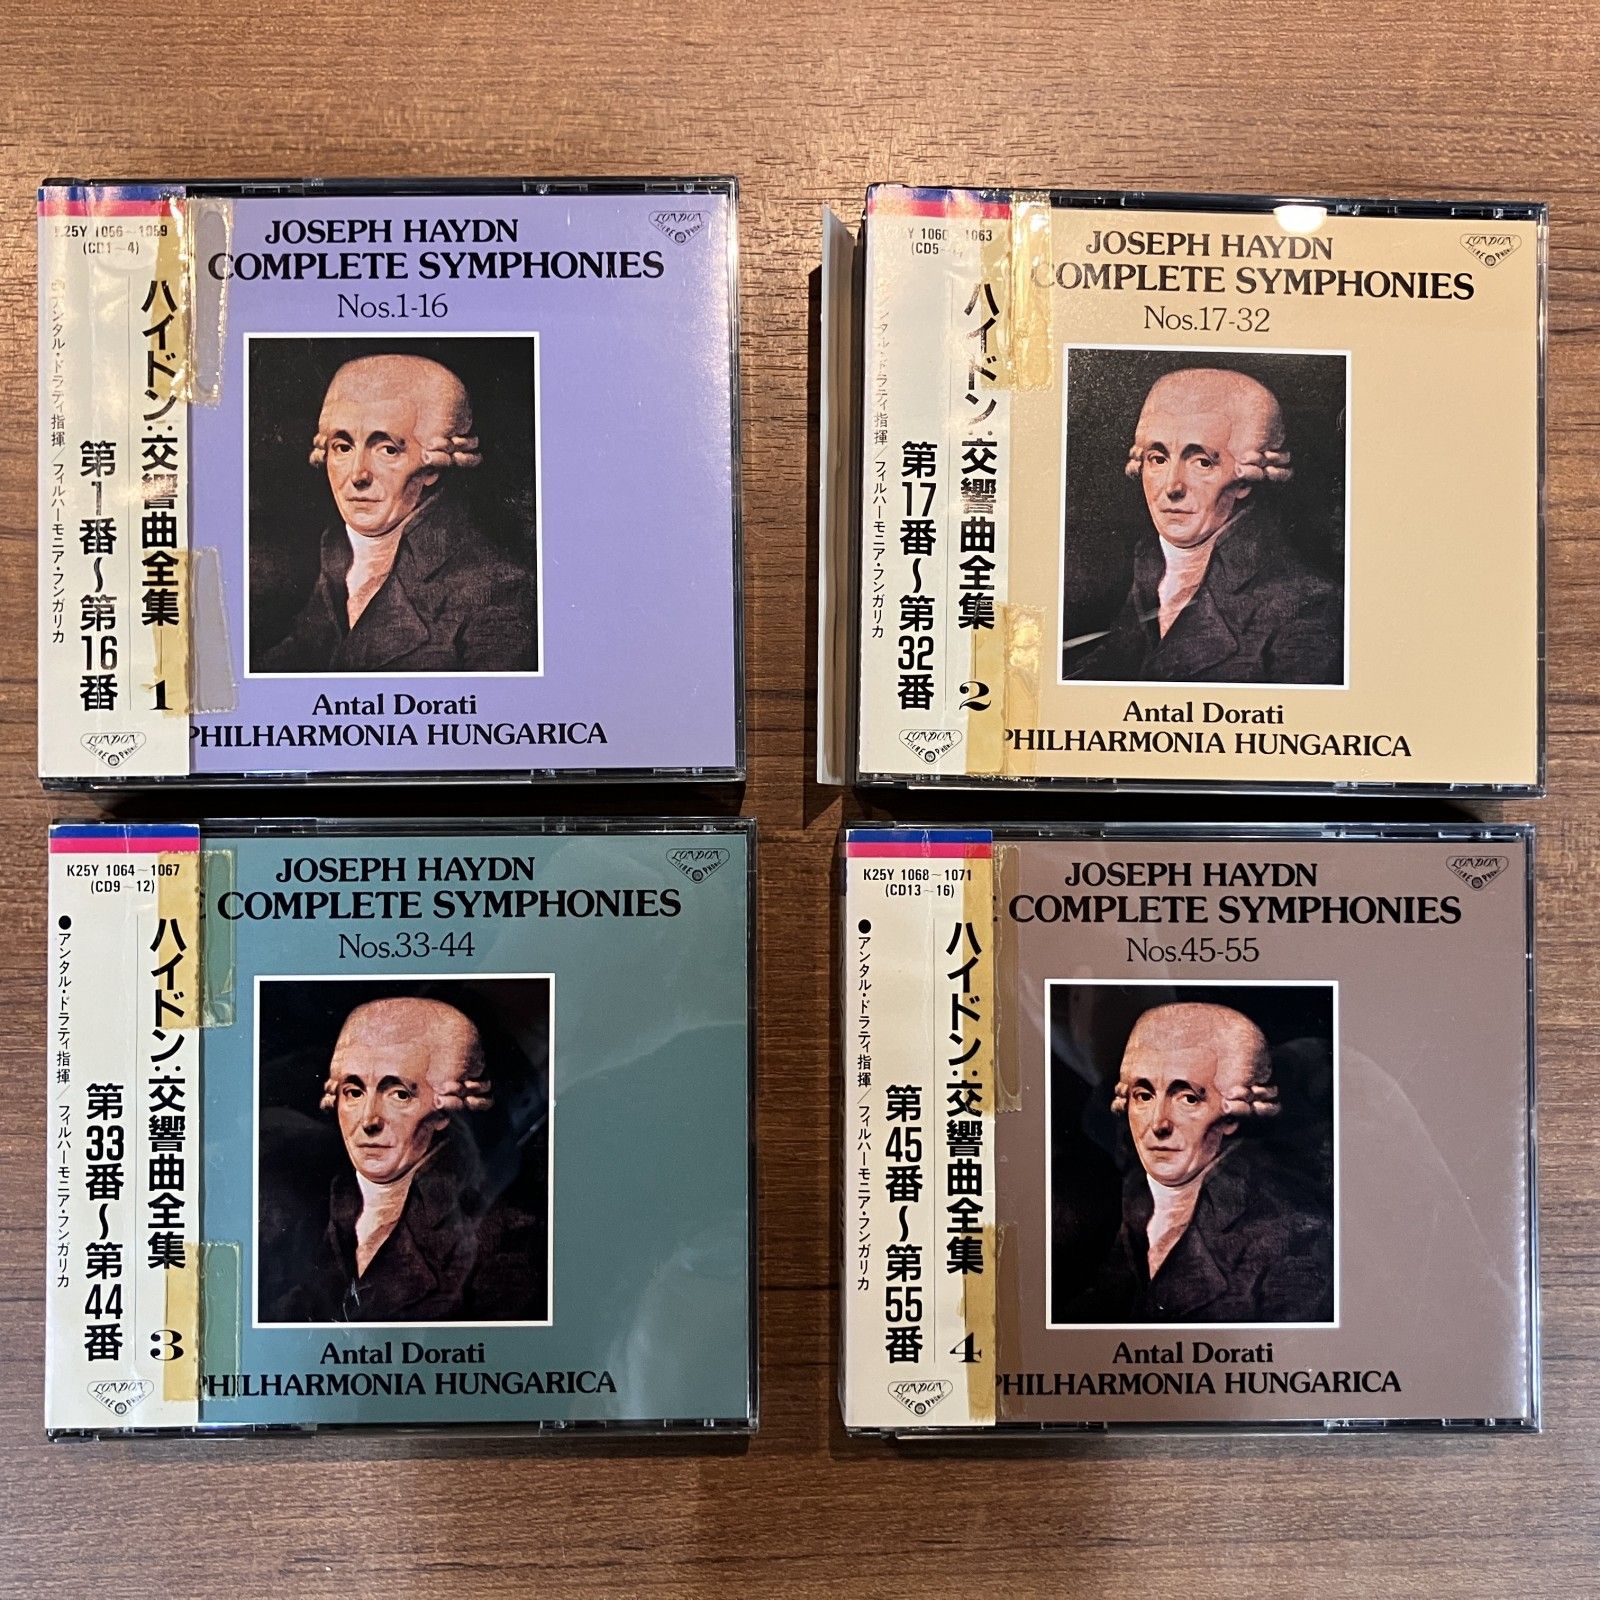 K25Y 1056~1059
(CD1~4)
ハイドン:交響曲全集 1
第1番~第16番
アンタル・ドラティ指揮/フィルハーモニア・フンガリカ
LONDON
JOSEPH HAYDN
COMPLETE SYMPHONIES
Nos.1-16
LONDON
Antal Dorati
PHILHARMONIA HUNGARICA
Y 1060~1063
(CD5~
ハイドン:交響曲全集 2
第17番~第32番
ンタル・ドラティ指揮/フィルハーモニア・フンガリカ
LONDON
JOSEPH HAYDN
COMPLETE SYMPHONIES
Nos.17-32
LONDON
Antal Dorati
PHILHARMONIA HUNGARICA
K25Y 1064~1067
(CD9~12)
ハイドン:交響曲全集 3
第33番~第44番
●アンタル・ドラティ指揮/フィルハーモニア・フンガリカ
LONDON
JOSEPH HAYDN
E COMPLETE SYMPHONIES
Nos.33-44
LONDON
Antal Dorati
PHILHARMONIA HUNGARICA
K25Y 1068~1071
(CD13~16)
ハイドン:交響曲全集 4
第45番~第55番
●アンタル・ドラティ指揮/フィルハーモニア・フンガリカ
LONDON
JOSEPH HAYDN
E COMPLETE SYMPHONIES
Nos.45-55
LONDON
Antal Dorati
PHILHARMONIA HUNGARICA